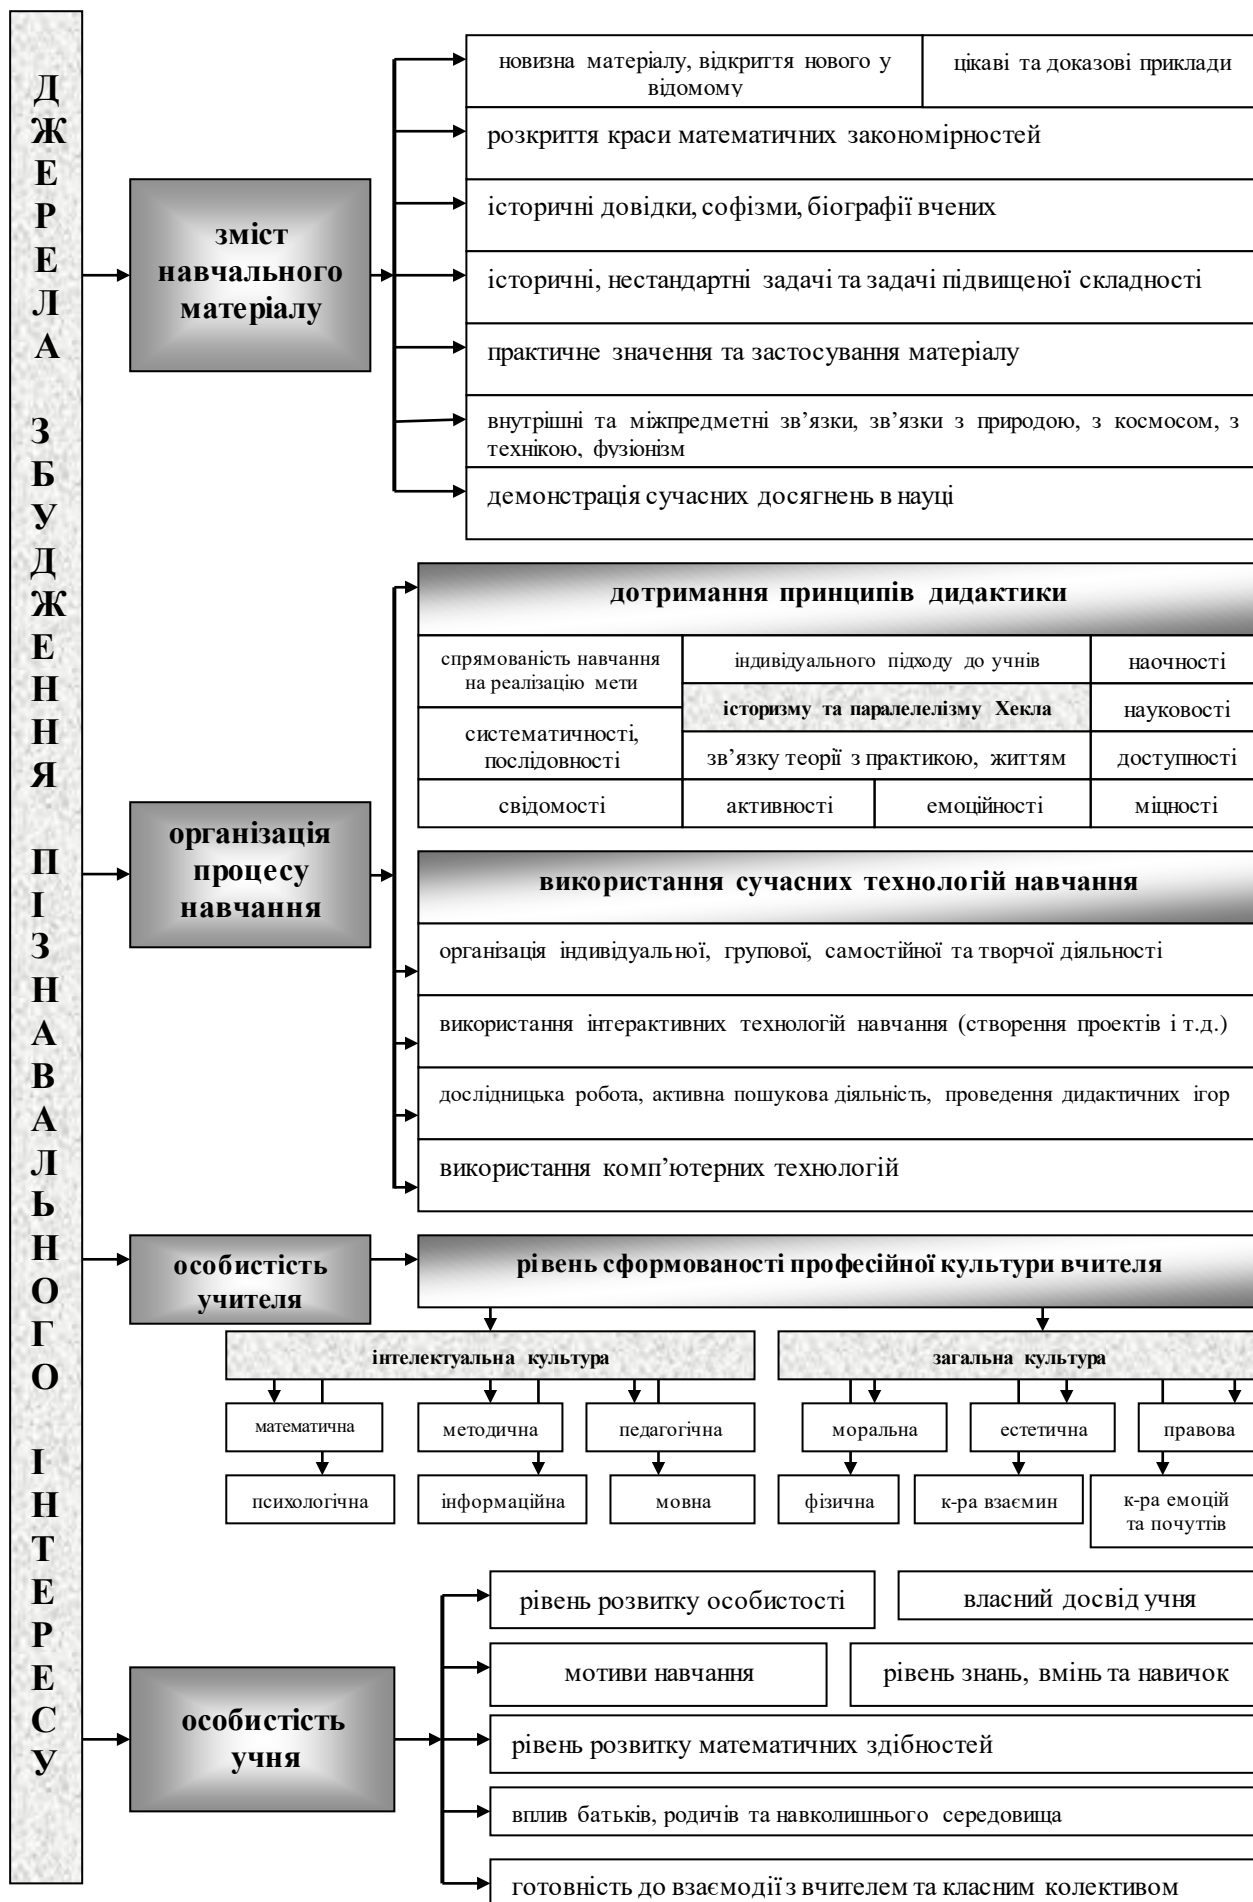 ДЖЕРЕЛА ЗБУДЖЕННЯ ПІЗНАВАЛЬНОГО ІНТЕРЕСУ
зміст
навчального
матеріалу
новизна матеріалу, відкриття нового у
відомому
цікаві та доказові приклади
розкриття краси математичних закономірностей
історичні довідки, софізми, біографії вчених
історичні, нестандартні задачі та задачі підвищеної складності
практичне значення та застосування матеріалу
внутрішні та міжпредметні зв’язки, зв’язки з природою, з космосом, з
технікою, фузіонізм
демонстрація сучасних досягнень в науці
організація
процесу
навчання
дотримання принципів дидактики
спрямованість навчання
на реалізацію мети
індивідуального підходу до учнів
наочності
історизму та паралелелізму Хекла
науковості
систематичності,
послідовності
зв’язку теорії з практикою, життям
доступності
свідомості
активності
емоційності
міцності
використання сучасних технологій навчання
організація індивідуальної, групової, самостійної та творчої діяльності
використання інтерактивних технологій навчання (створення проектів і т.д.)
дослідницька робота, активна пошукова діяльність, проведення дидактичних ігор
використання комп’ютерних технологій
особистість
учителя
рівень сформованості професійної культури вчителя
інтелектуальна культура
загальна культура
математична
методична
педагогічна
моральна
естетична
правова
психологічна
інформаційна
мовна
фізична
к-ра взаємин
к-ра емоцій
та почуттів
особистість
учня
рівень розвитку особистості
власний досвід учня
мотиви навчання
рівень знань, вмінь та навичок
рівень розвитку математичних здібностей
вплив батьків, родичів та навколишнього середовища
готовність до взаємодії з вчителем та класним колективом